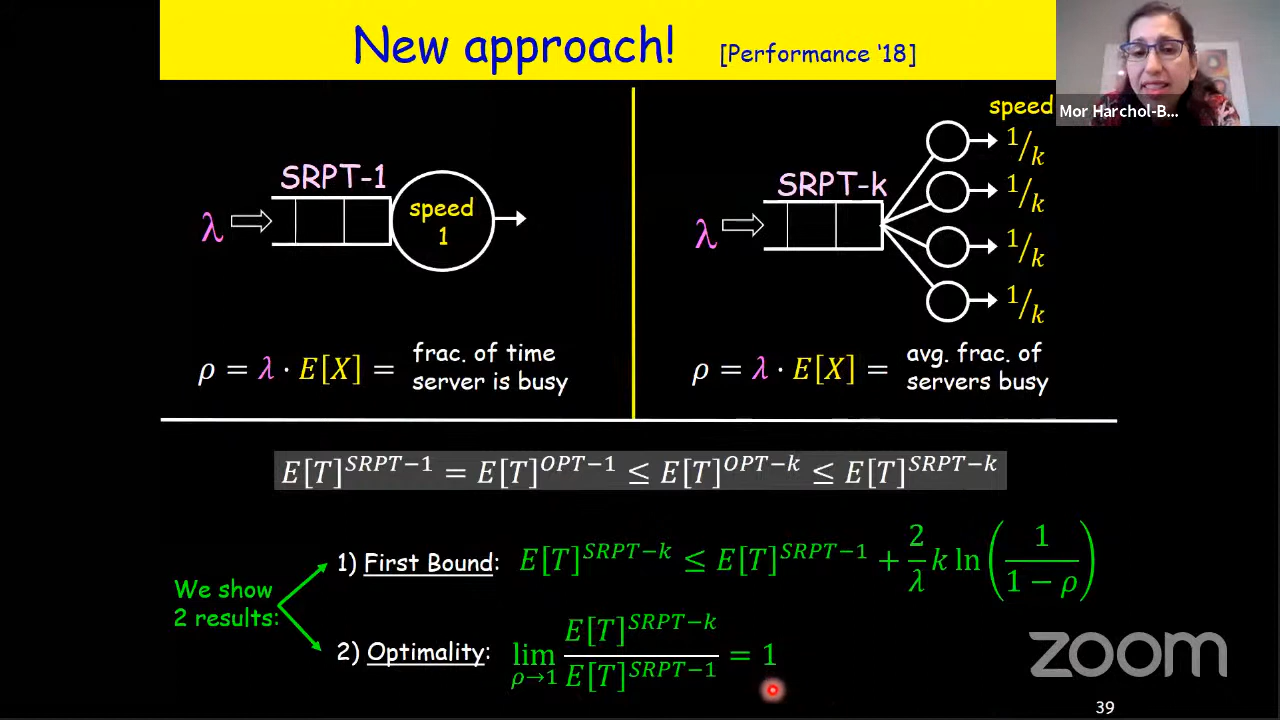 New approach! [Performance ‘18]
Mor Harchol-B...
SRPT-1
λ
speed
1
ρ = λ · E[X] = frac. of time
server is busy
speed
SRPT-k
λ
1/k
1/k
1/k
1/k
ρ = λ · E[X] = avg. frac. of
servers busy
E[T]^{SRPT−1} = E[T]^{OPT−1} ≤ E[T]^{OPT−k} ≤ E[T]^{SRPT−k}
We show
2 results:
1) First Bound: E[T]^{SRPT−k} ≤ E[T]^{SRPT−1} + 2/λ k ln(1/(1 − ρ))
2) Optimality: lim_{ρ→1} E[T]^{SRPT−k} / E[T]^{SRPT−1} = 1
zoom
39